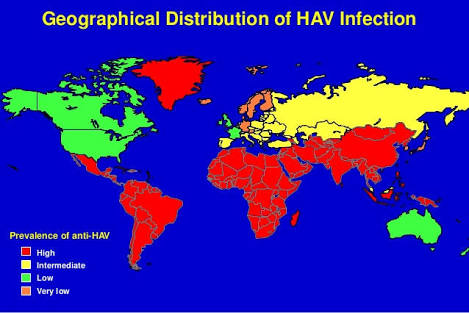 Geographical Distribution of HAV Infection
Prevalence of anti-HAV
High
Intermediate
Low
Very low